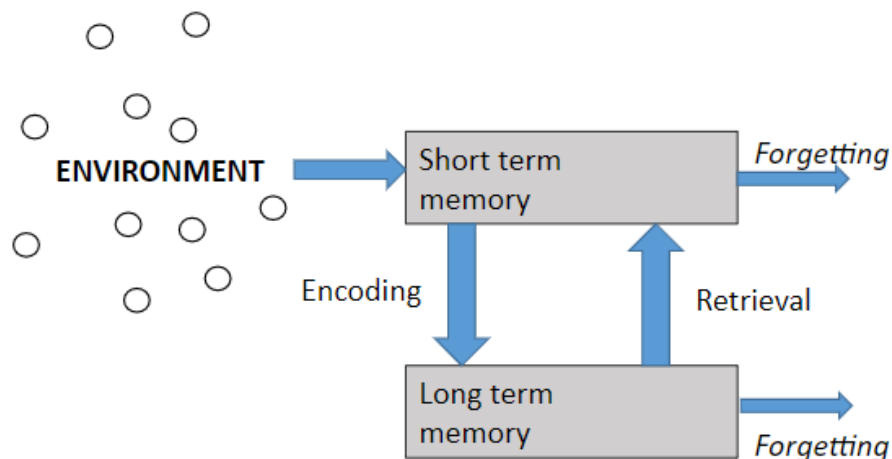 ENVIRONMENT
Short term
memory
Forgetting
Encoding
Retrieval
Long term
memory
Forgetting